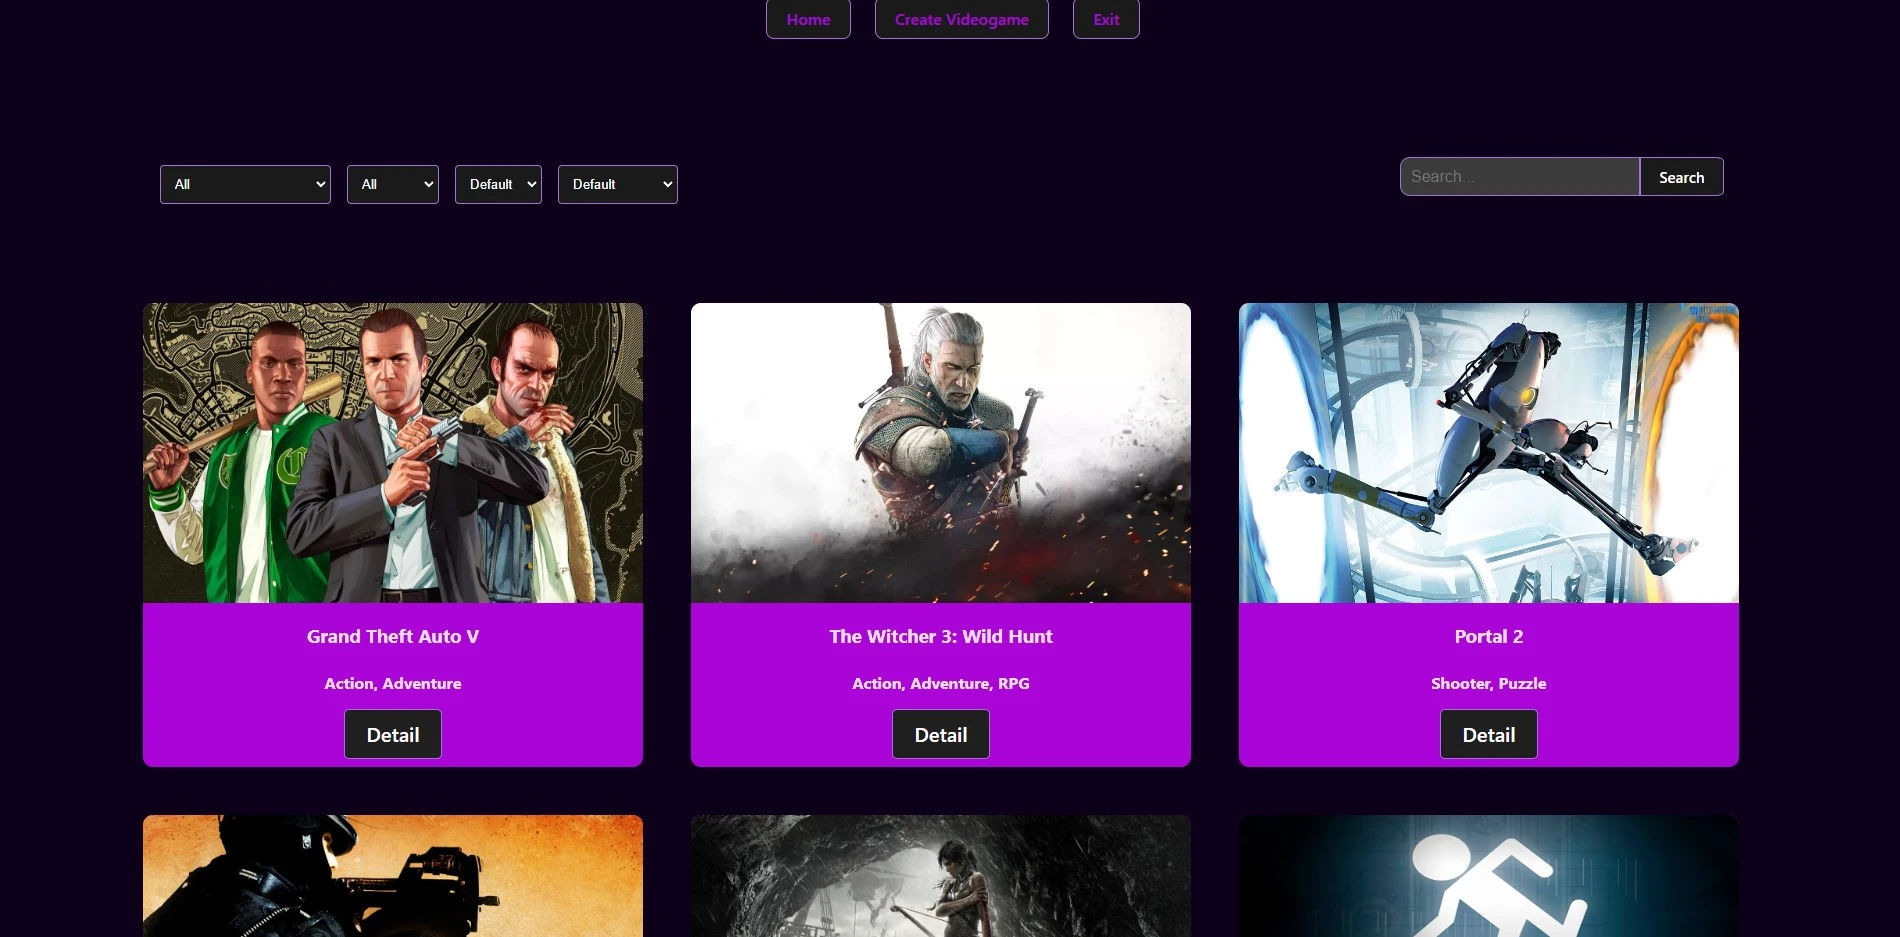 Home Create Videogame Exit
All All Default Default Search... Search
Grand Theft Auto V
Action, Adventure
Detail
The Witcher 3: Wild Hunt
Action, Adventure, RPG
Detail
Portal 2
Shooter, Puzzle
Detail